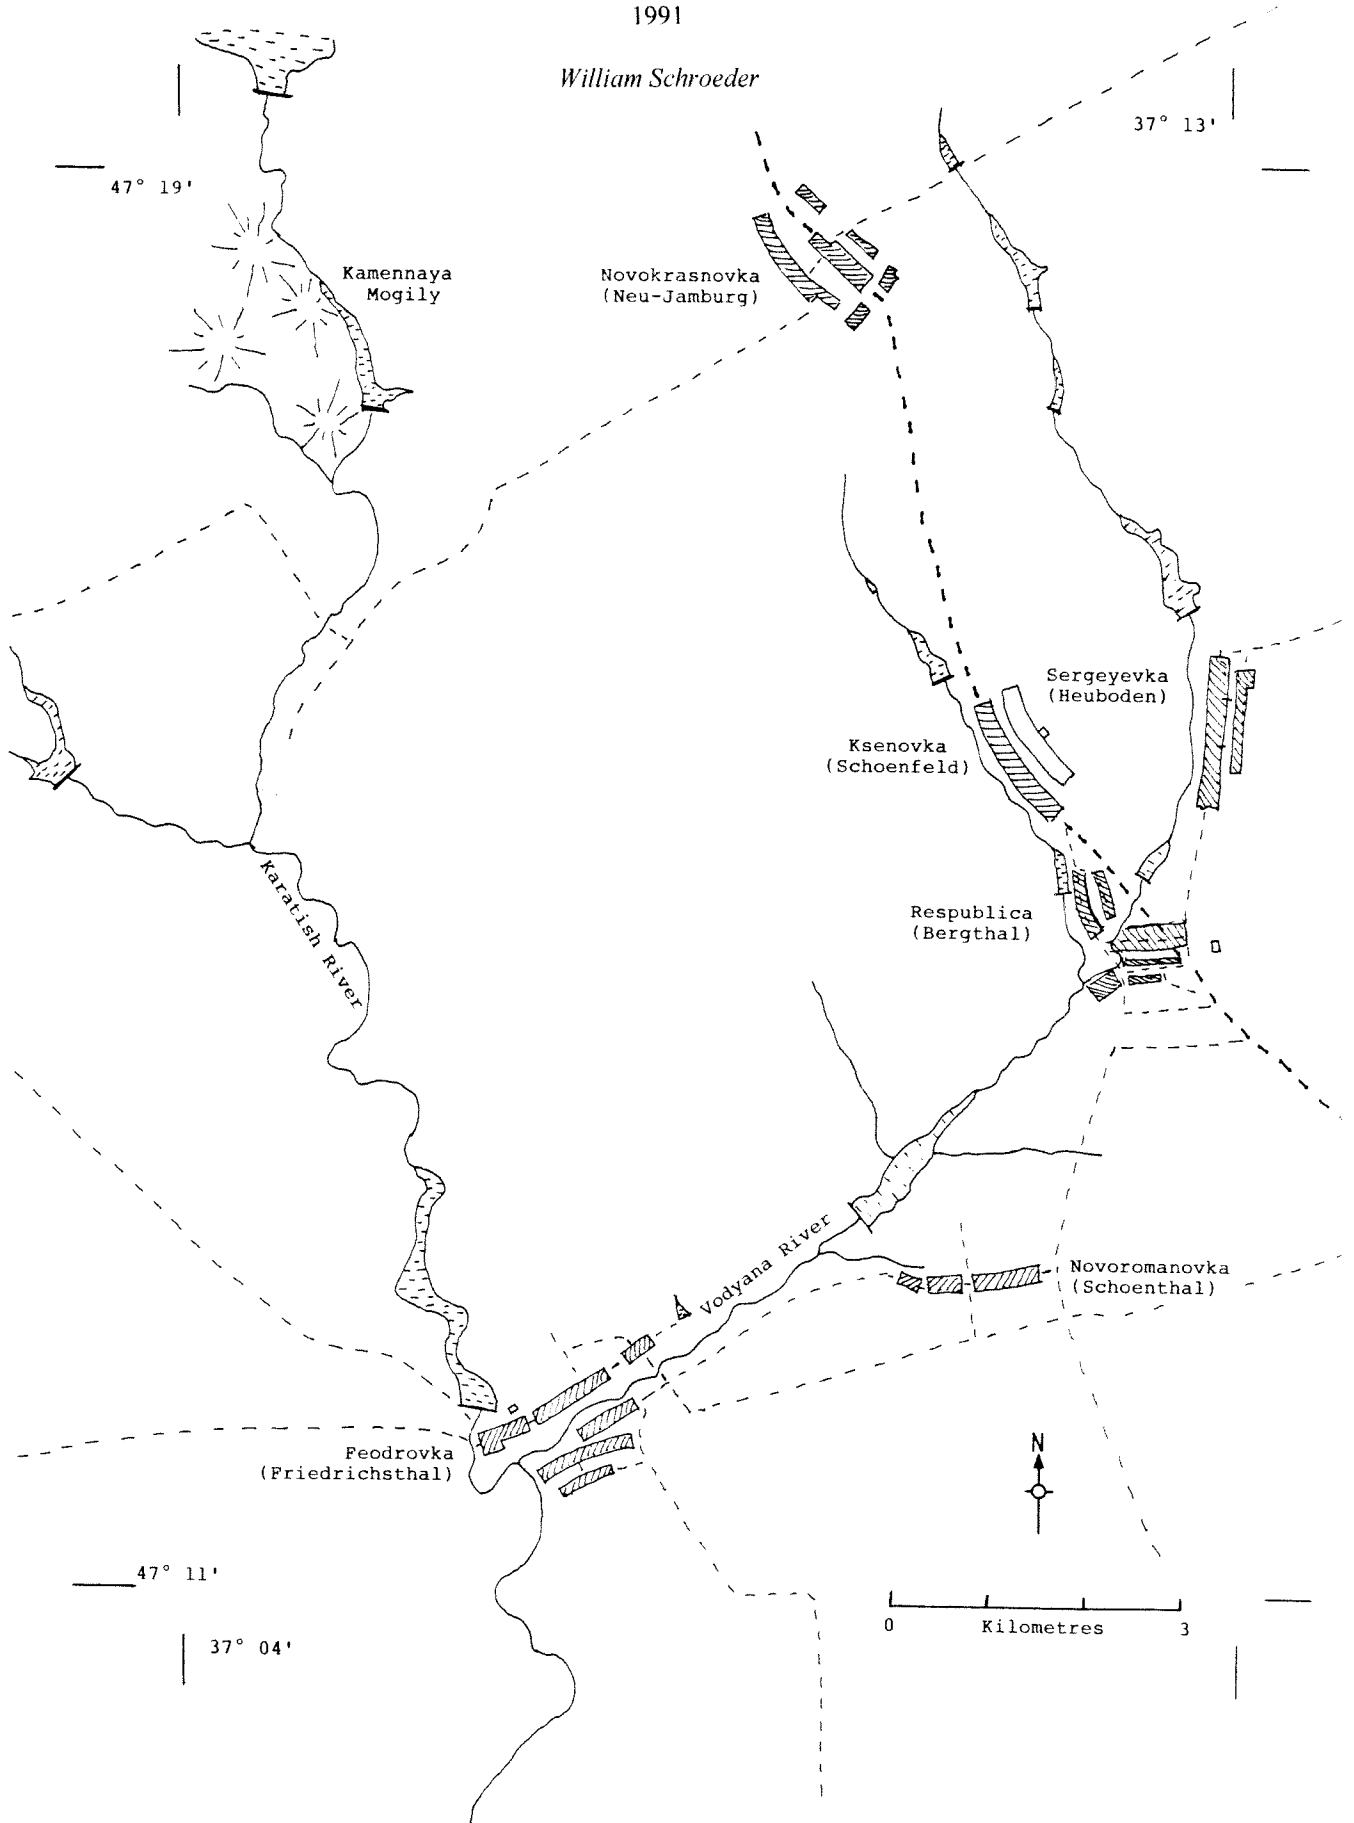 1991
William Schroeder
37° 13'
47° 19'
Kamennaya
Mogily
Novokrasnovka
(Neu-Jamburg)
Sergeyevka
(Heuboden)
Ksenovka
(Schoenfeld)
Karatish River
Respublica
(Bergthal)
Vodyana River
Novoromanovka
(Schoenthal)
Feodrovka
(Friedrichsthal)
N
47° 11'
0 Kilometres 3
37° 04'